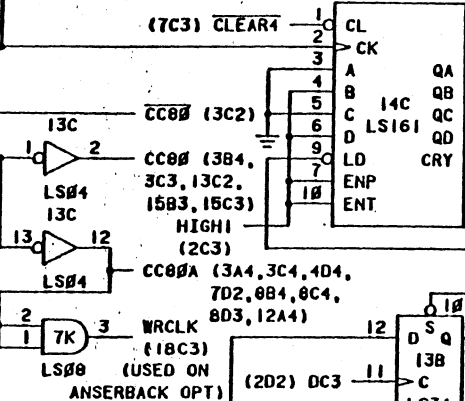 (7C3) CLEAR4
1 CL
2 CK
3 A QA
4 B QB
5 C 14C QC
6 D LS161 QD
9 LD CRY
7 ENP
10 ENT
CC80 (3C2)
13C
1 2
LS04
CC80 (3B4,
3C3,13C2,
15B3,15C3)
HIGH1
(2C3)
13C
13 12
LS04
CC80A (3A4,3C4,4D4,
7D2,8B4,8C4,
8D3,12A4)
2
1 7K 3
LS08
WRCLK
(18C3)
(USED ON
ANSERBACK OPT)
10
S
12 D Q
13B
(2D2) DC3 11 C